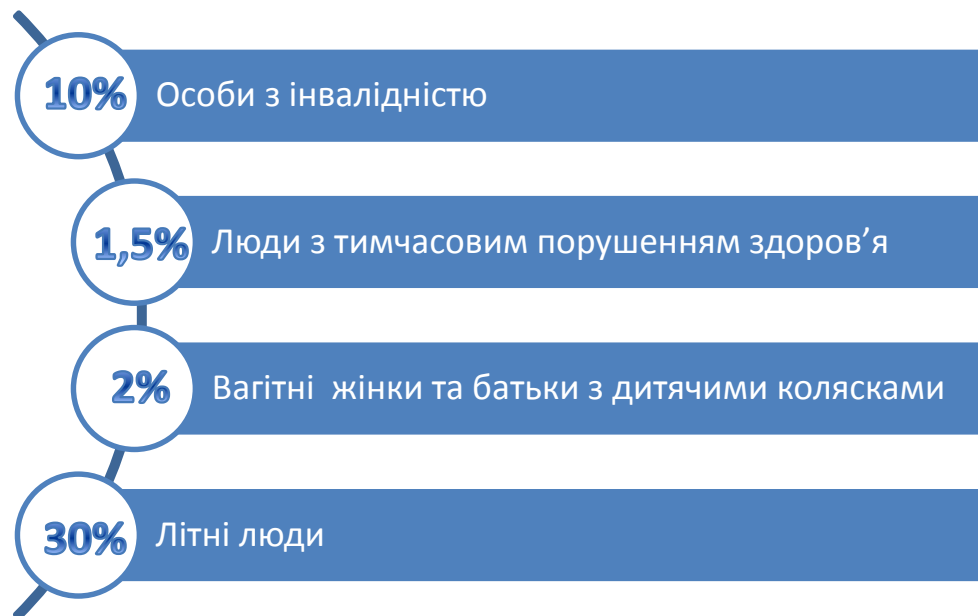 10% Особи з інвалідністю
1,5% Люди з тимчасовим порушенням здоров’я
2% Вагітні  жінки та батьки з дитячими колясками
30% Літні люди